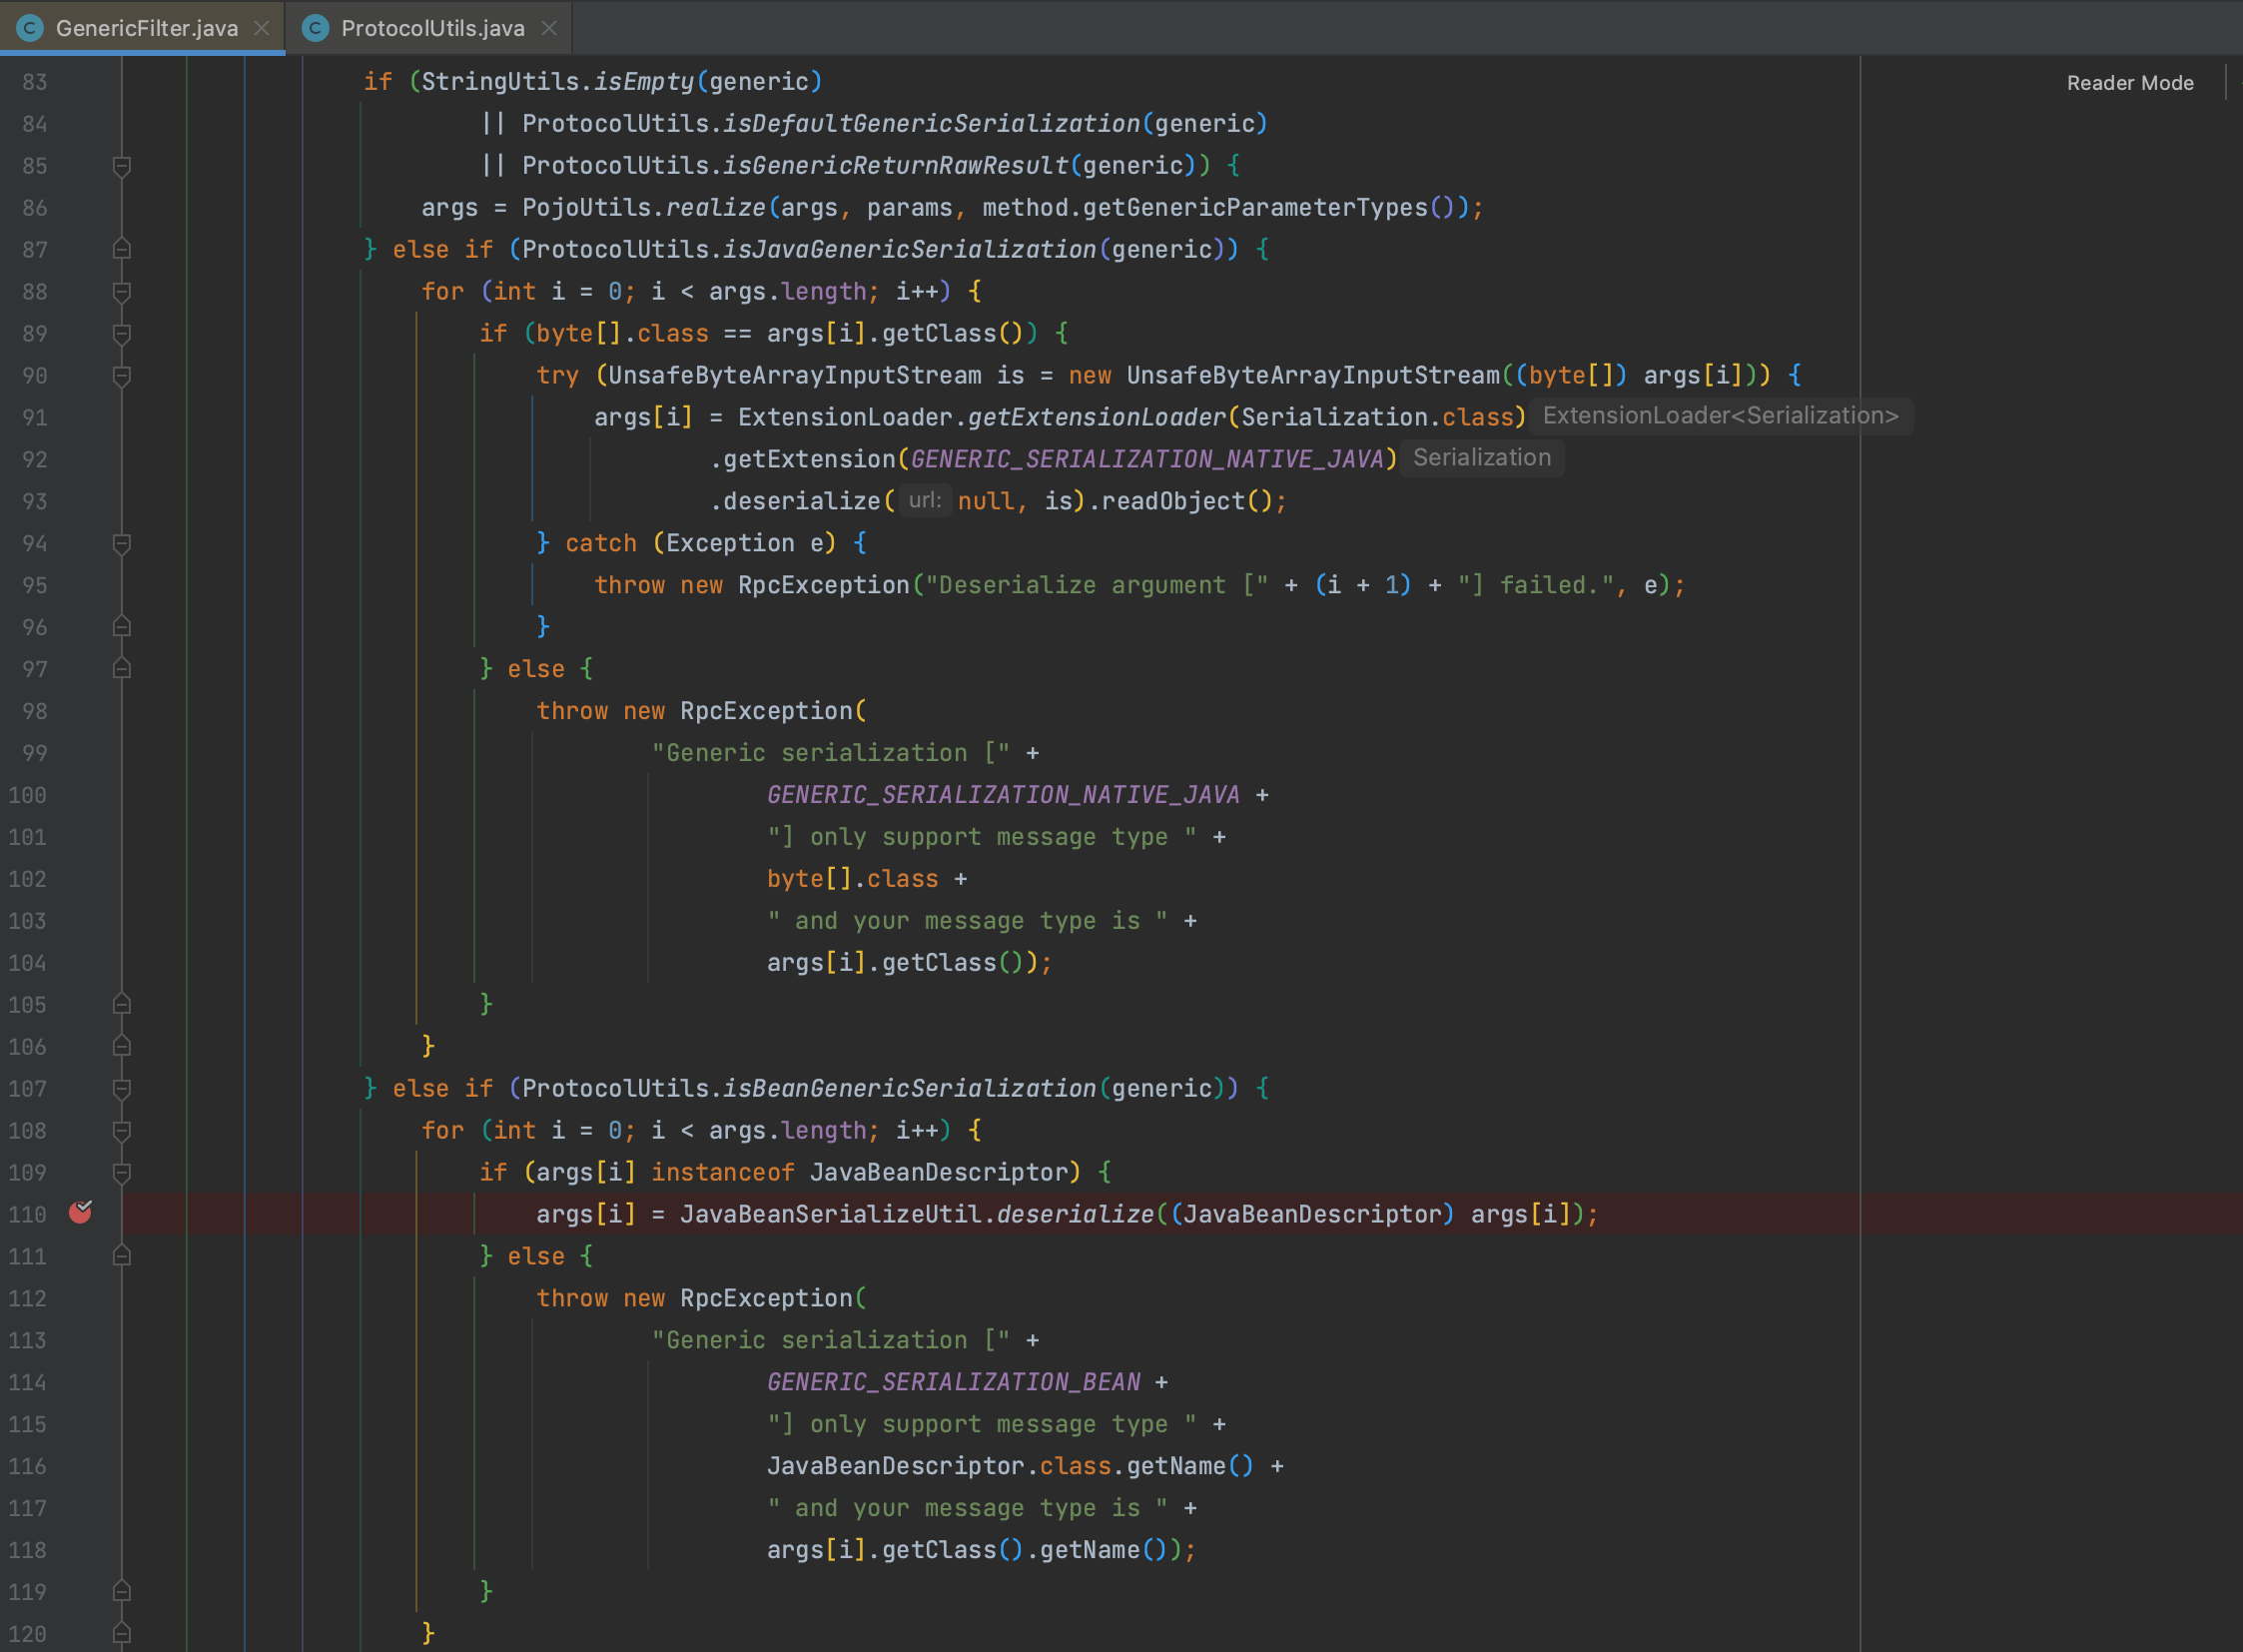 GenericFilter.java ProtocolUtils.java
Reader Mode
83 if (StringUtils.isEmpty(generic)
84 || ProtocolUtils.isDefaultGenericSerialization(generic)
85 || ProtocolUtils.isGenericReturnRawResult(generic)) {
86 args = PojoUtils.realize(args, params, method.getGenericParameterTypes());
87 } else if (ProtocolUtils.isJavaGenericSerialization(generic)) {
88 for (int i = 0; i < args.length; i++) {
89 if (byte[].class == args[i].getClass()) {
90 try (UnsafeByteArrayInputStream is = new UnsafeByteArrayInputStream((byte[]) args[i])) {
91 args[i] = ExtensionLoader.getExtensionLoader(Serialization.class) ExtensionLoader<Serialization>
92 .getExtension(GENERIC_SERIALIZATION_NATIVE_JAVA) Serialization
93 .deserialize( url: null, is).readObject();
94 } catch (Exception e) {
95 throw new RpcException("Deserialize argument [" + (i + 1) + "] failed.", e);
96 }
97 } else {
98 throw new RpcException(
99 "Generic serialization [" +
100 GENERIC_SERIALIZATION_NATIVE_JAVA +
101 "] only support message type " +
102 byte[].class +
103 " and your message type is " +
104 args[i].getClass());
105 }
106 }
107 } else if (ProtocolUtils.isBeanGenericSerialization(generic)) {
108 for (int i = 0; i < args.length; i++) {
109 if (args[i] instanceof JavaBeanDescriptor) {
110 args[i] = JavaBeanSerializeUtil.deserialize((JavaBeanDescriptor) args[i]);
111 } else {
112 throw new RpcException(
113 "Generic serialization [" +
114 GENERIC_SERIALIZATION_BEAN +
115 "] only support message type " +
116 JavaBeanDescriptor.class.getName() +
117 " and your message type is " +
118 args[i].getClass().getName());
119 }
120 }